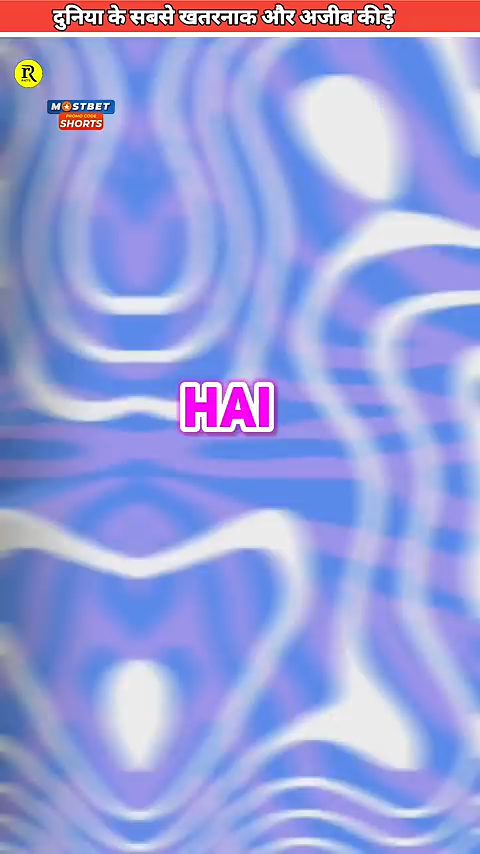 दुनिया के सबसे खतरनाक और अजीब कीड़े
R
MOSTBET
PROMO CODE
SHORTS
HAI